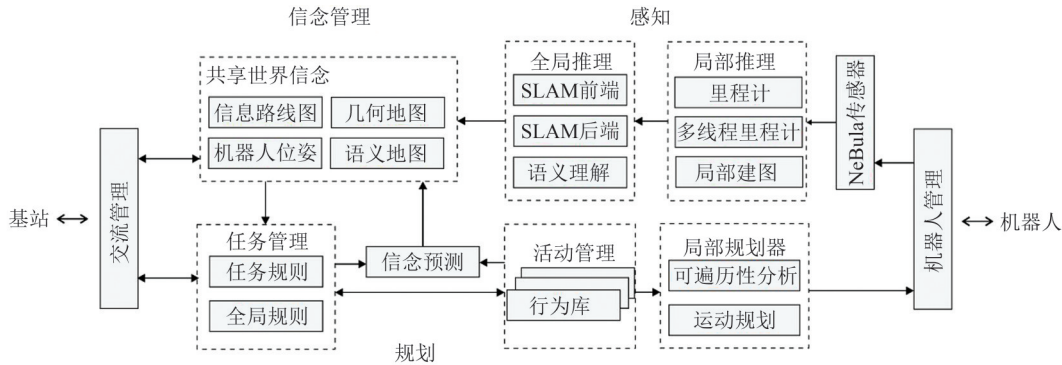 信念管理
感知
共享世界信念
信息路线图
几何地图
机器人位姿
语义地图
全局推理
SLAM前端
SLAM后端
语义理解
局部推理
里程计
多线程里程计
局部建图
NeBula传感器
基站
交流管理
机器人管理
机器人
任务管理
任务规则
全局规则
信念预测
活动管理
行为库
局部规划器
可遍历性分析
运动规划
规划